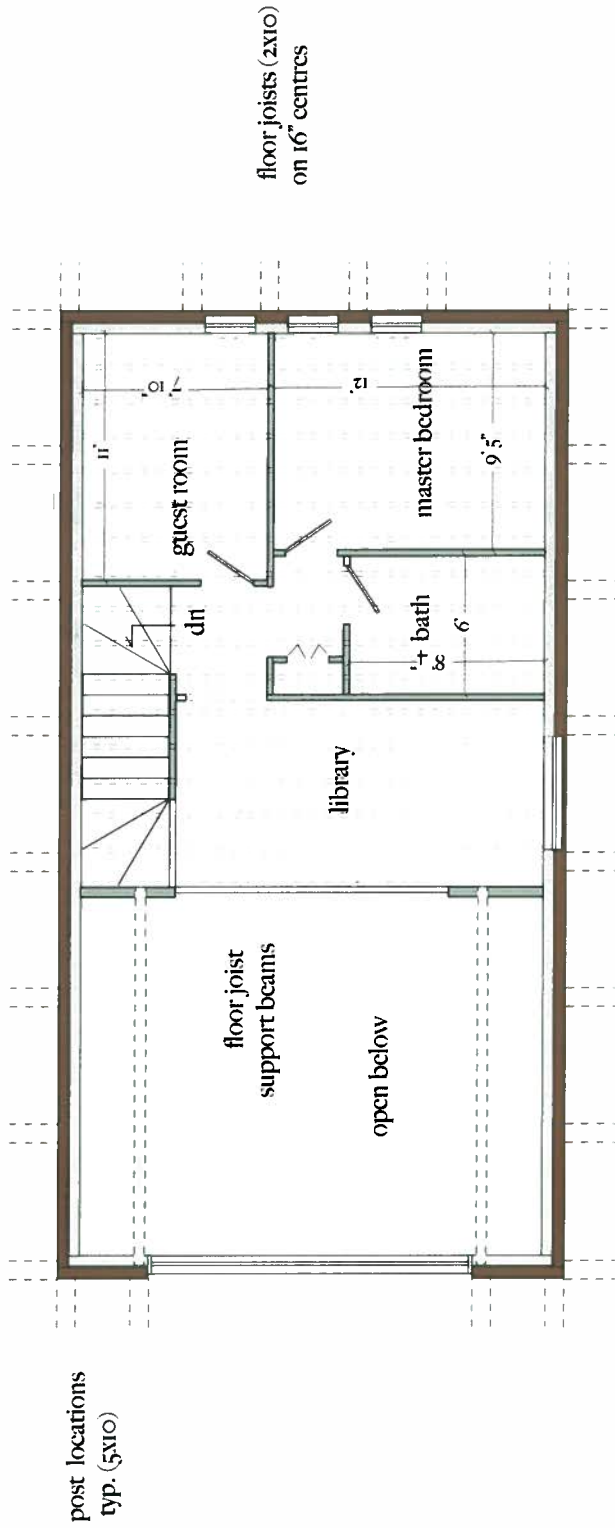 floor joists (2x10)
on 16" centres
11'
7' 10"
guest room
12'
master bedroom
9' 5"
dn
bath
8' 4"
6'
library
floor joist
support beams
open below
post locations
typ. (5x10)